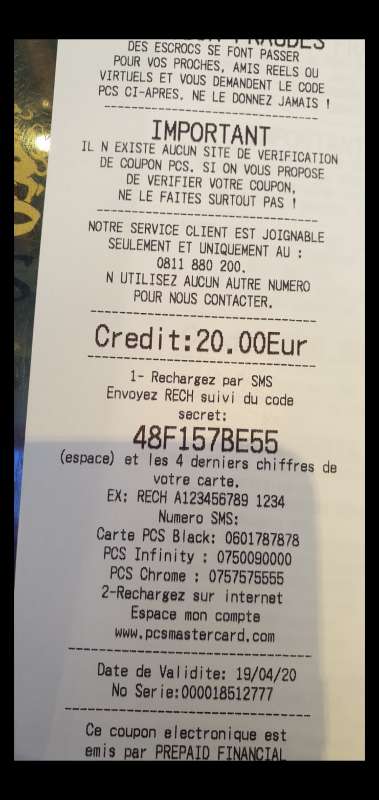 FRAUDES
DES ESCROCS SE FONT PASSER
POUR VOS PROCHES, AMIS REELS OU
VIRTUELS ET VOUS DEMANDENT LE CODE
PCS CI-APRES. NE LE DONNEZ JAMAIS !
IMPORTANT
IL N EXISTE AUCUN SITE DE VERIFICATION
DE COUPON PCS. SI ON VOUS PROPOSE
DE VERIFIER VOTRE COUPON,
NE LE FAITES SURTOUT PAS !
NOTRE SERVICE CLIENT EST JOIGNABLE
SEULEMENT ET UNIQUEMENT AU :
0811 880 200.
N UTILISEZ AUCUN AUTRE NUMERO
POUR NOUS CONTACTER.
Credit:20.00Eur
1- Rechargez par SMS
Envoyez RECH suivi du code
secret:
48F157BE55
(espace) et les 4 derniers chiffres de
votre carte.
EX: RECH A123456789 1234
Numero SMS:
Carte PCS Black: 0601787878
PCS Infinity : 0750090000
PCS Chrome : 0757575555
2-Rechargez sur internet
Espace mon compte
www.pcsmastercard.com
Date de Validite: 19/04/20
No Serie:000018512777
Ce coupon electronique est
emis par PREPAID FINANCIAL